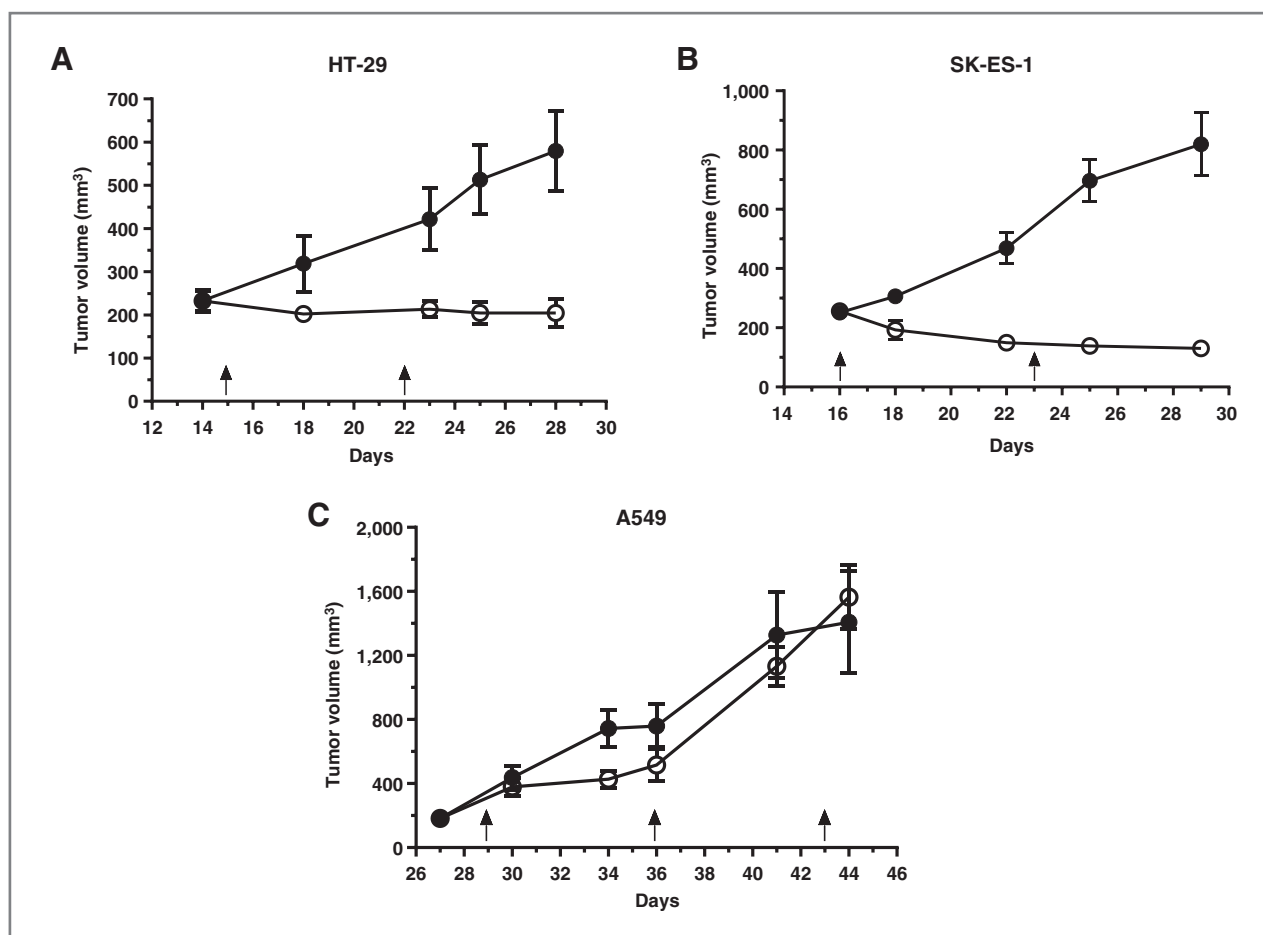 A
HT-29
700
600
500
400
300
200
100
0
Tumor volume (mm³)
12 14 16 18 20 22 24 26 28 30
Days
B
SK-ES-1
1,000
800
600
400
200
0
Tumor volume (mm³)
14 16 18 20 22 24 26 28 30
Days
C
A549
2,000
1,600
1,200
800
400
0
Tumor volume (mm³)
26 28 30 32 34 36 38 40 42 44 46
Days